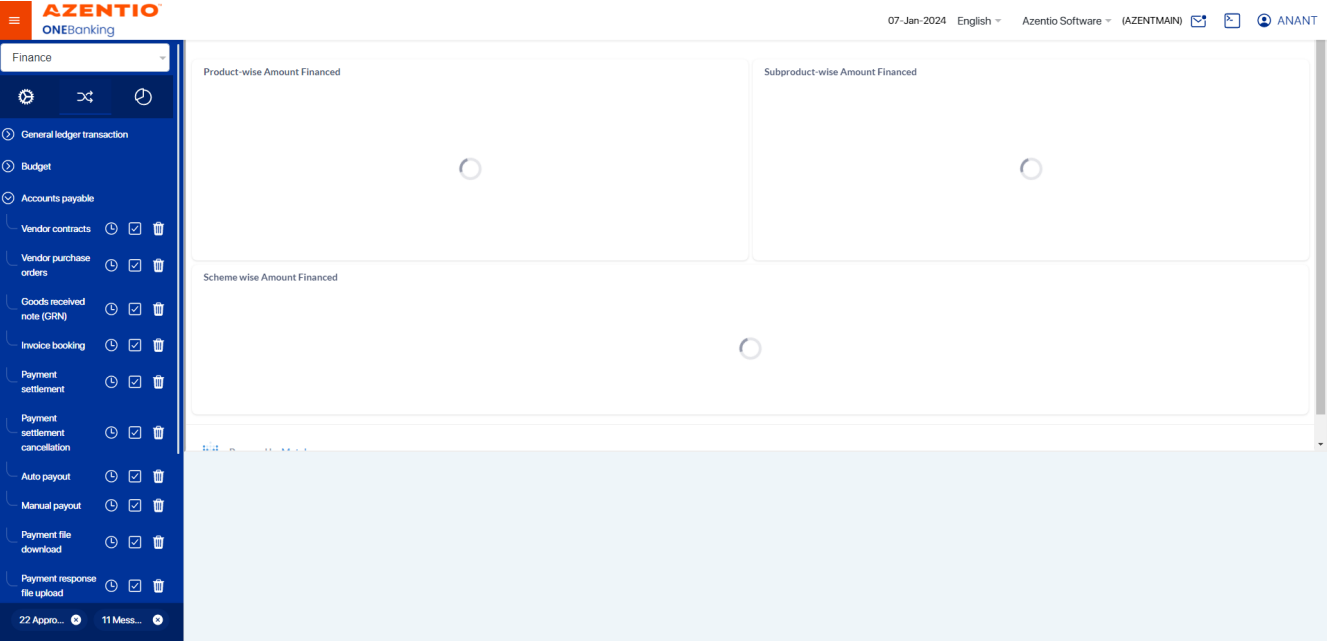 AZENTIO
ONEBanking
07-Jan-2024 English Azentio Software (AZENTMAIN) ANANT
Finance
General ledger transaction
Budget
Accounts payable
Vendor contracts
Vendor purchase
orders
Goods received
note (GRN)
Invoice booking
Payment
settlement
Payment
settlement
cancellation
Auto payout
Manual payout
Payment file
download
Payment response
file upload
22 Appro...
11 Mess...
Product-wise Amount Financed
Subproduct-wise Amount Financed
Scheme wise Amount Financed